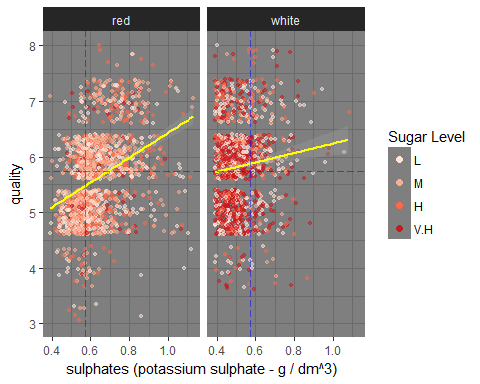 red
white
8
7
6
5
4
3
quality
0.4
0.6
0.8
1.0
0.4
0.6
0.8
1.0
sulphates (potassium sulphate - g / dm^3)
Sugar Level
L
M
H
V.H